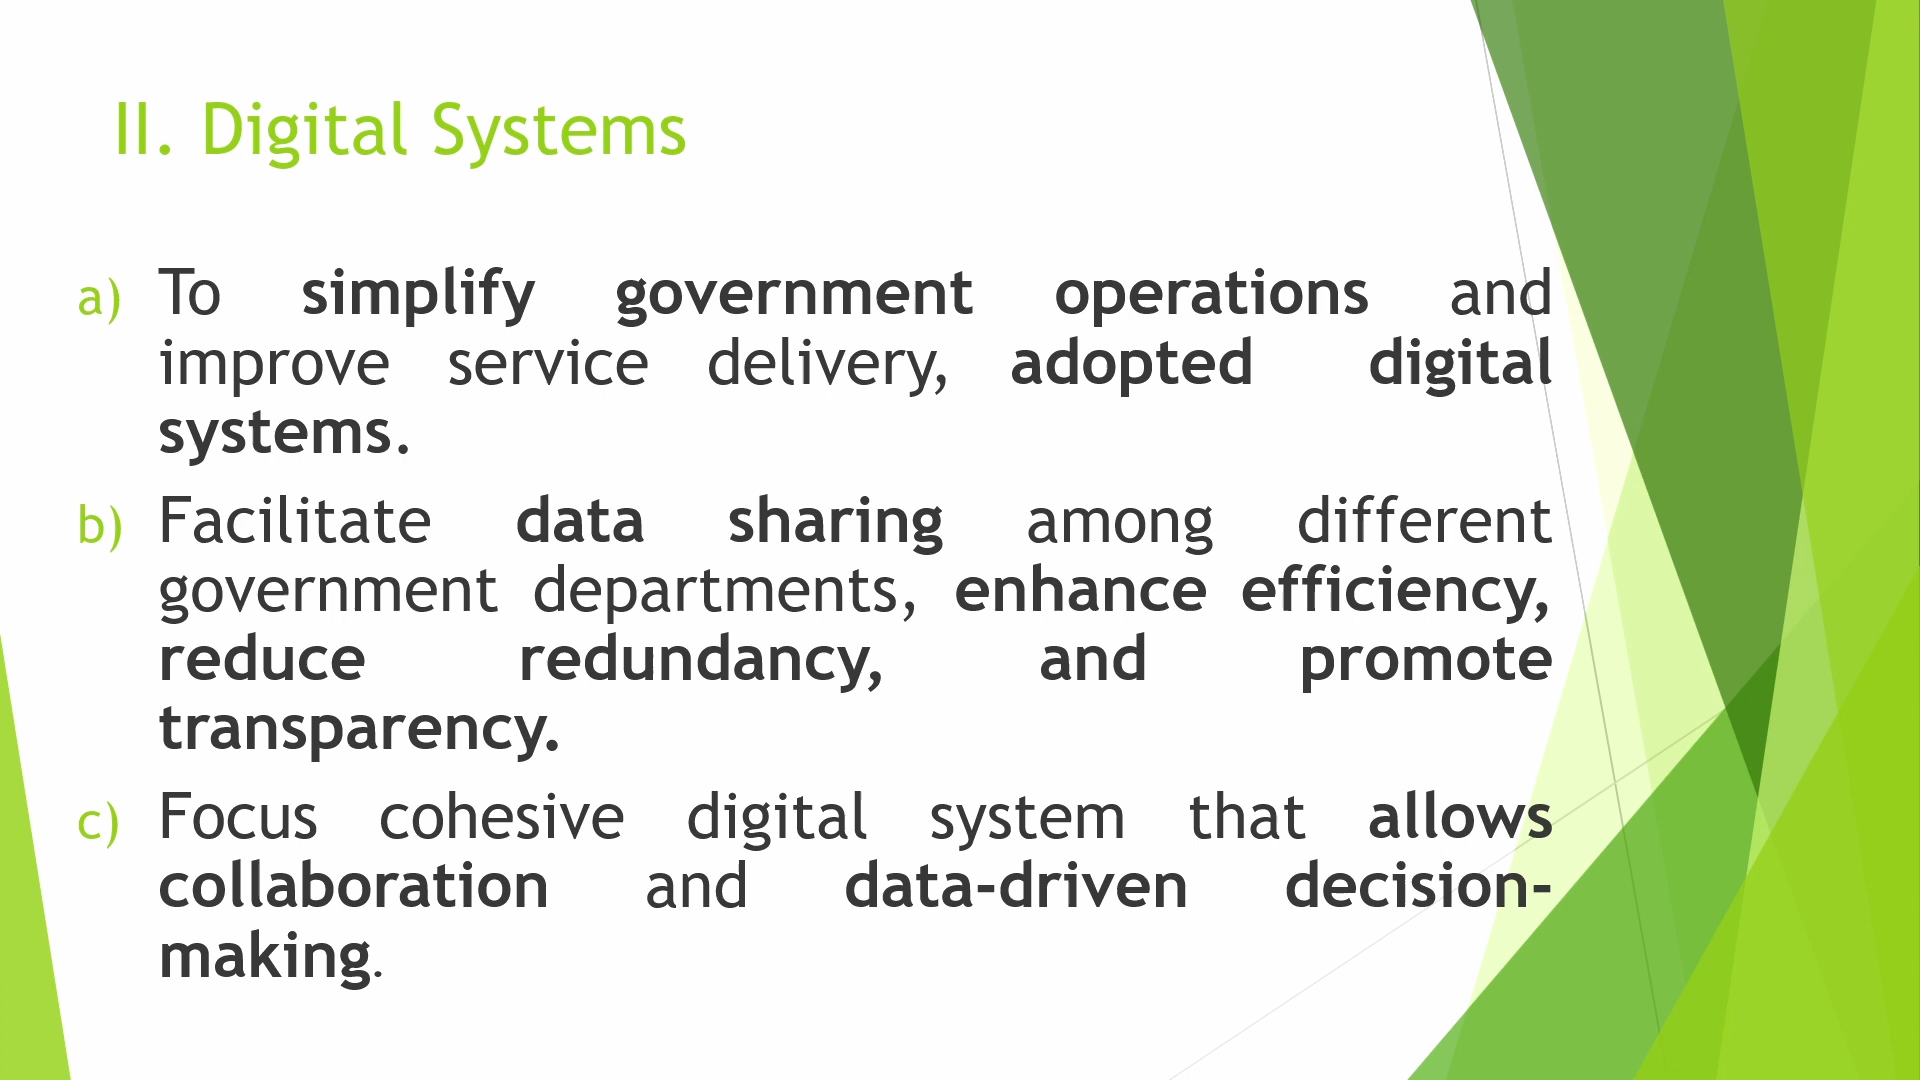 II. Digital Systems
a) To simplify government operations and
improve service delivery, adopted digital
systems.
b) Facilitate data sharing among different
government departments, enhance efficiency,
reduce redundancy, and promote
transparency.
c) Focus cohesive digital system that allows
collaboration and data-driven decision-
making.